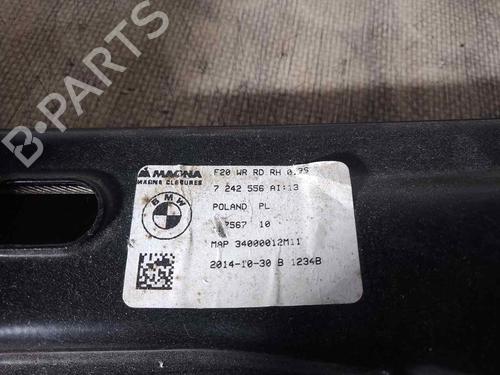 MAGNA
MAGNA CLOSURES
F20 WR RD RH 0.75
7 242 556 AI:13
BMW
POLAND PL
7567 10
MAP 34000012M11
2014-10-30 B 1234B
B-PARTS